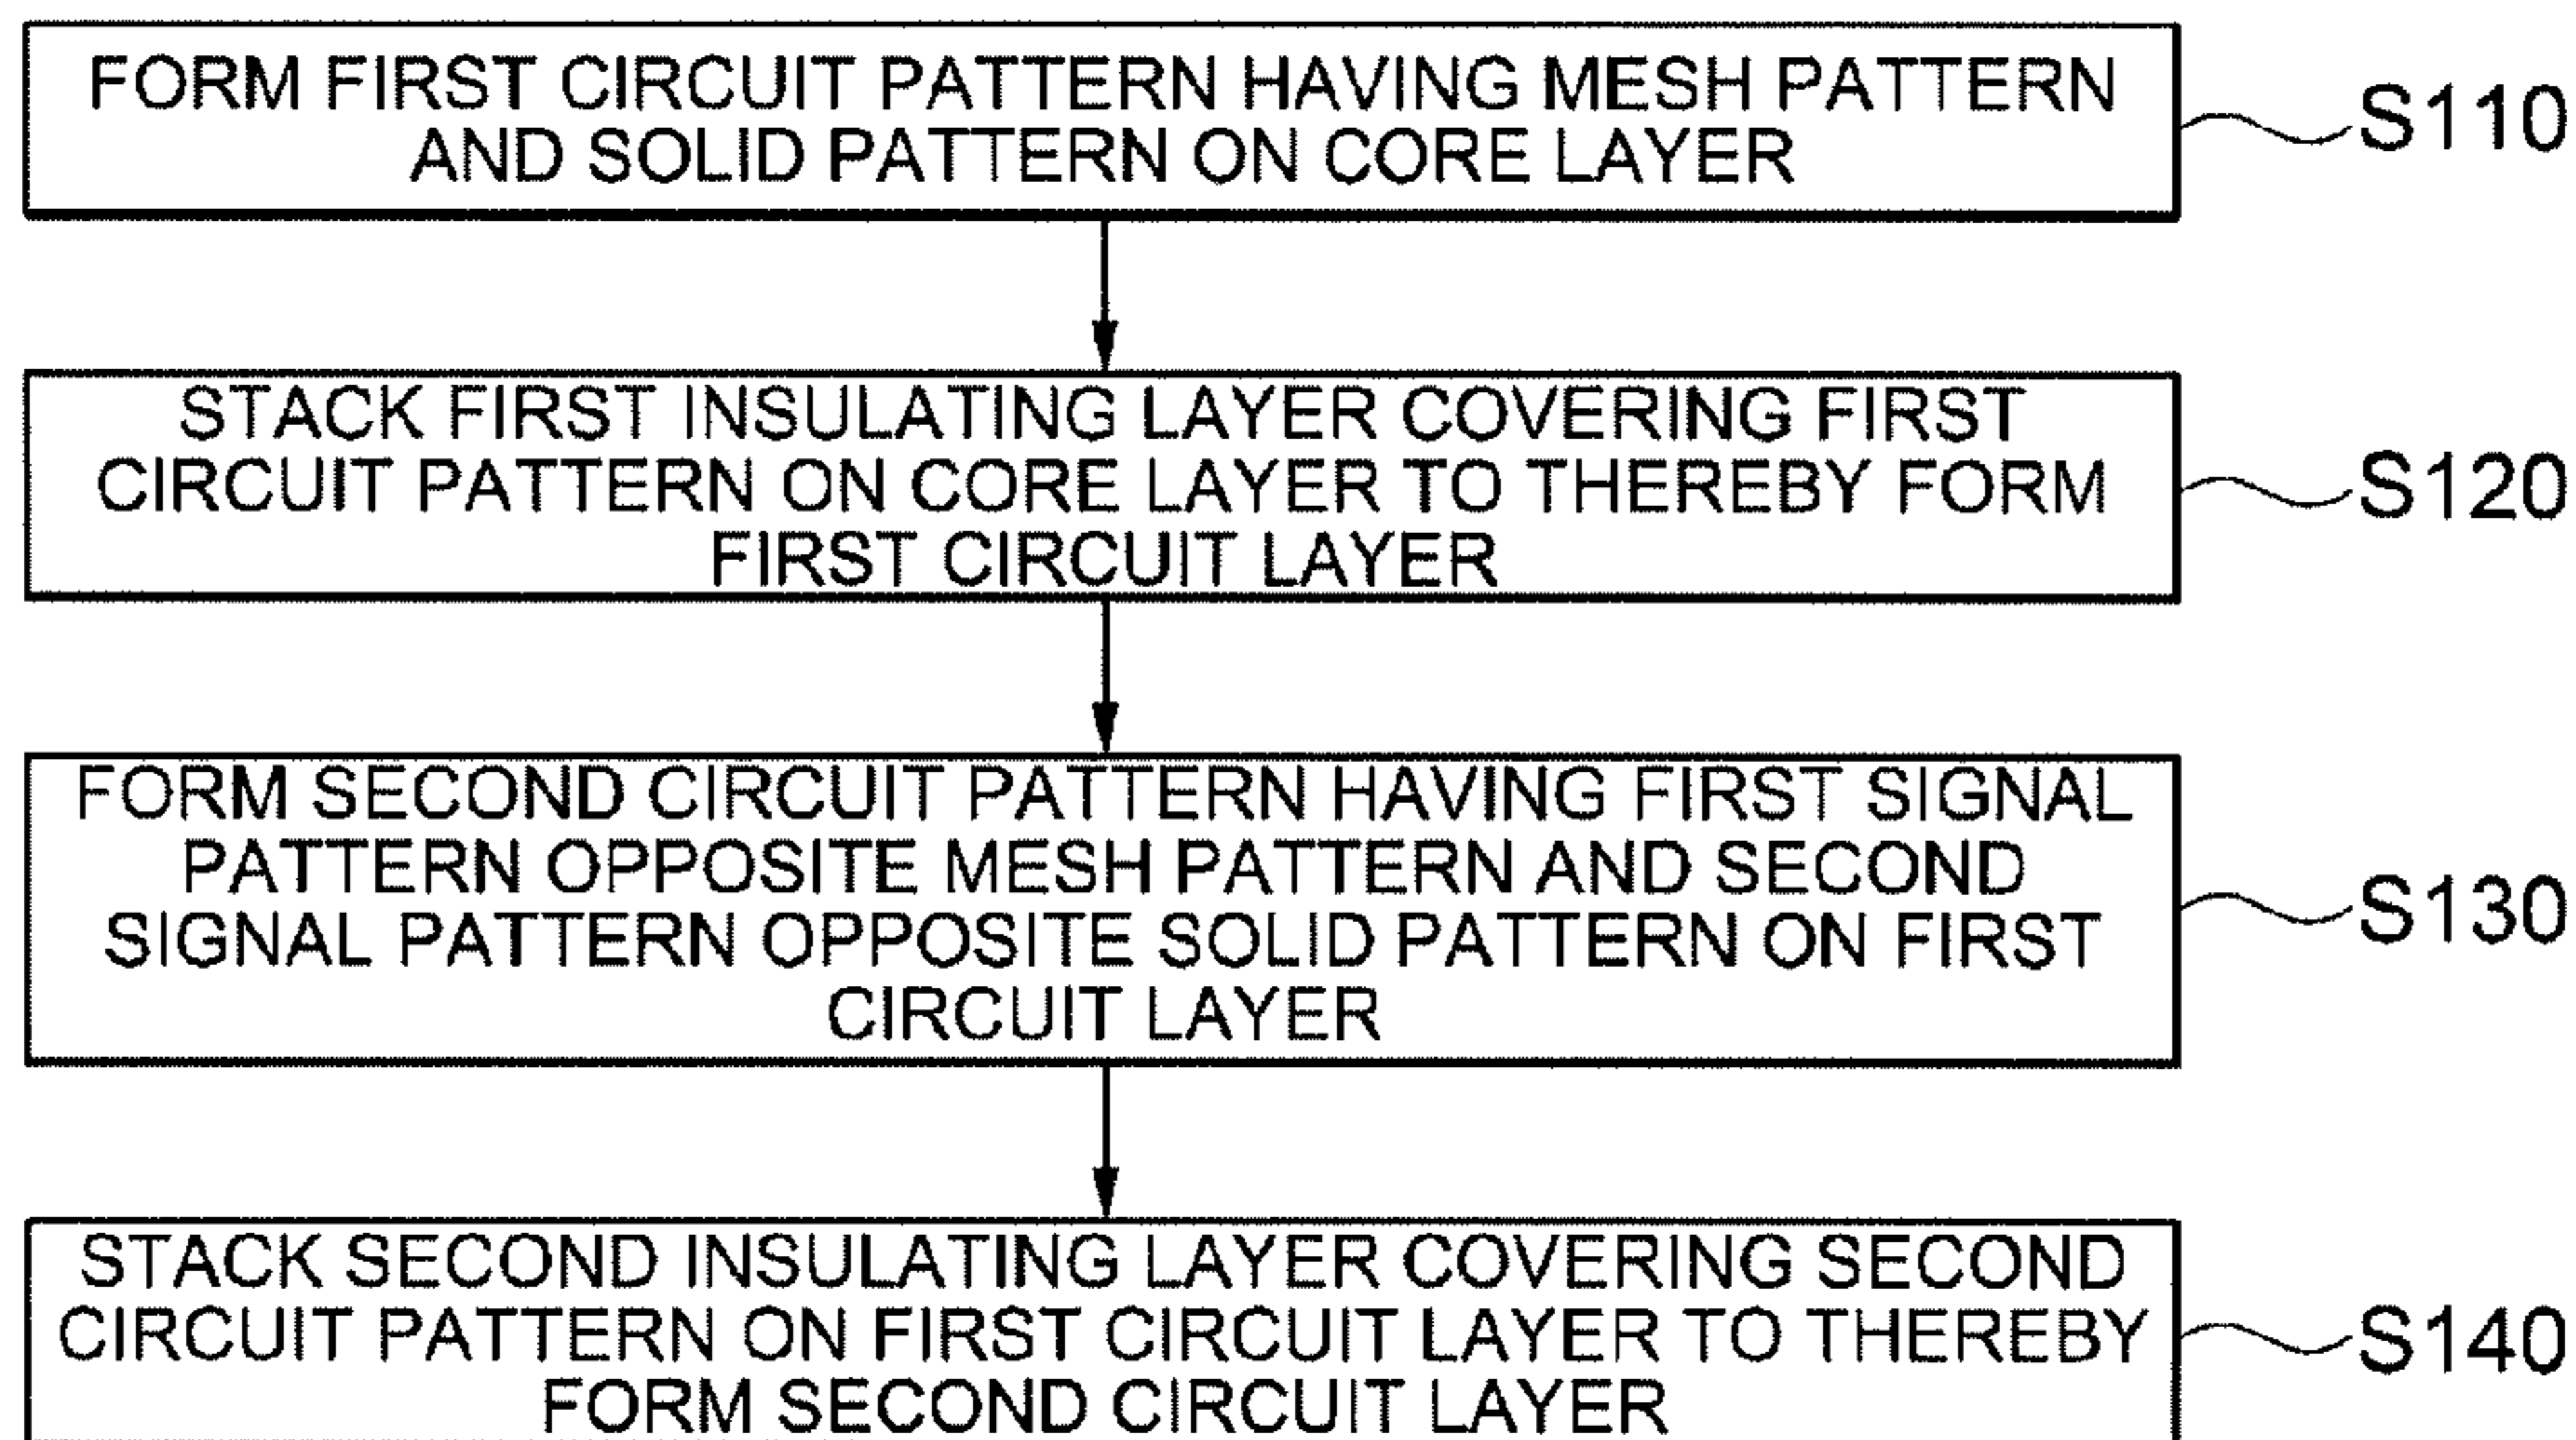 FORM FIRST CIRCUIT PATTERN HAVING MESH PATTERN
AND SOLID PATTERN ON CORE LAYER
S110
STACK FIRST INSULATING LAYER COVERING FIRST
CIRCUIT PATTERN ON CORE LAYER TO THEREBY FORM
FIRST CIRCUIT LAYER
S120
FORM SECOND CIRCUIT PATTERN HAVING FIRST SIGNAL
PATTERN OPPOSITE MESH PATTERN AND SECOND
SIGNAL PATTERN OPPOSITE SOLID PATTERN ON FIRST
CIRCUIT LAYER
S130
STACK SECOND INSULATING LAYER COVERING SECOND
CIRCUIT PATTERN ON FIRST CIRCUIT LAYER TO THEREBY
FORM SECOND CIRCUIT LAYER
S140